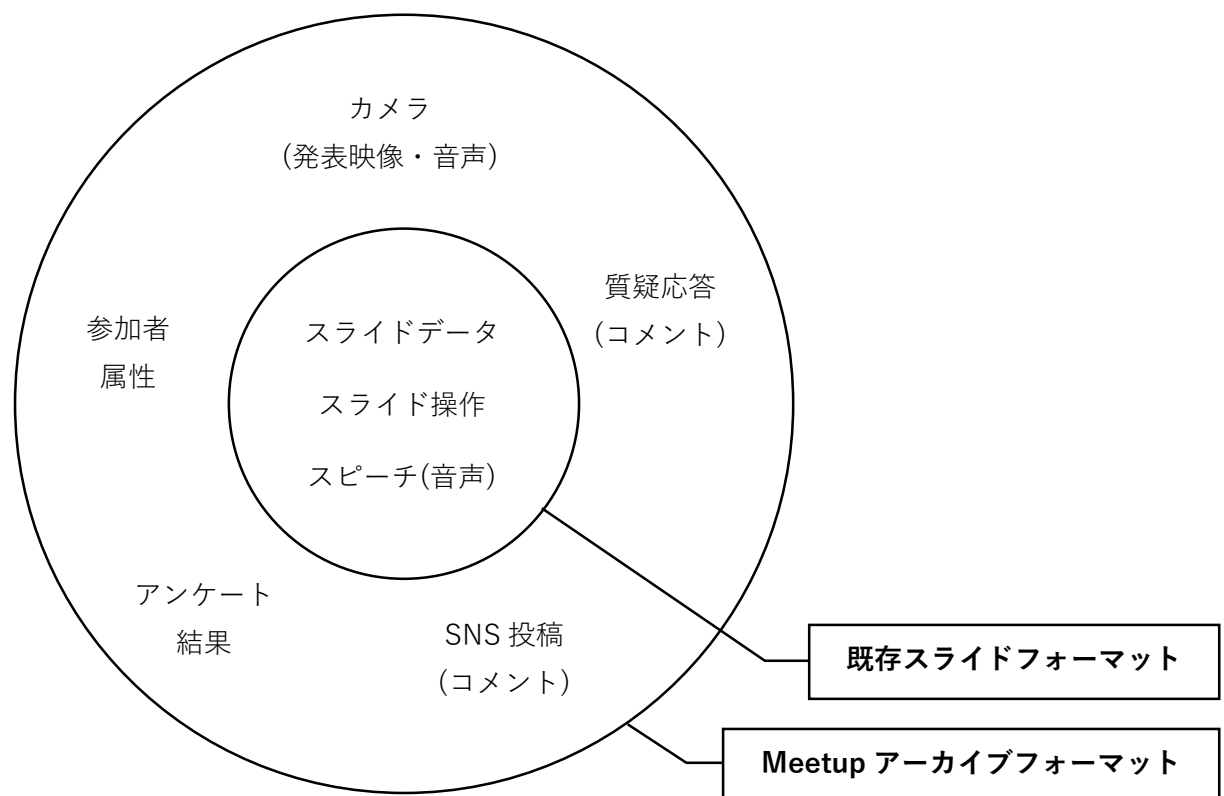 カメラ
(発表映像・音声)
質疑応答
(コメント)
参加者
属性
スライドデータ
スライド操作
スピーチ(音声)
アンケート
結果
SNS 投稿
(コメント)
既存スライドフォーマット
Meetup アーカイブフォーマット